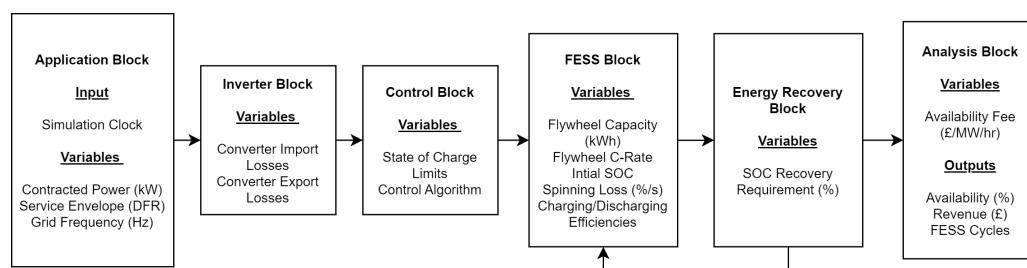 Application Block
Input
Simulation Clock
Variables
Contracted Power (kW)
Service Envelope (DFR)
Grid Frequency (Hz)
Inverter Block
Variables
Converter Import
Losses
Converter Export
Losses
Control Block
Variables
State of Charge
Limits
Control Algorithm
FESS Block
Variables
Flywheel Capacity
(kWh)
Flywheel C-Rate
Intial SOC
Spinning Loss (%/s)
Charging/Discharging
Efficiencies
Energy Recovery
Block
Variables
SOC Recovery
Requirement (%)
Analysis Block
Variables
Availability Fee
(£/MW/hr)
Outputs
Availability (%)
Revenue (£)
FESS Cycles